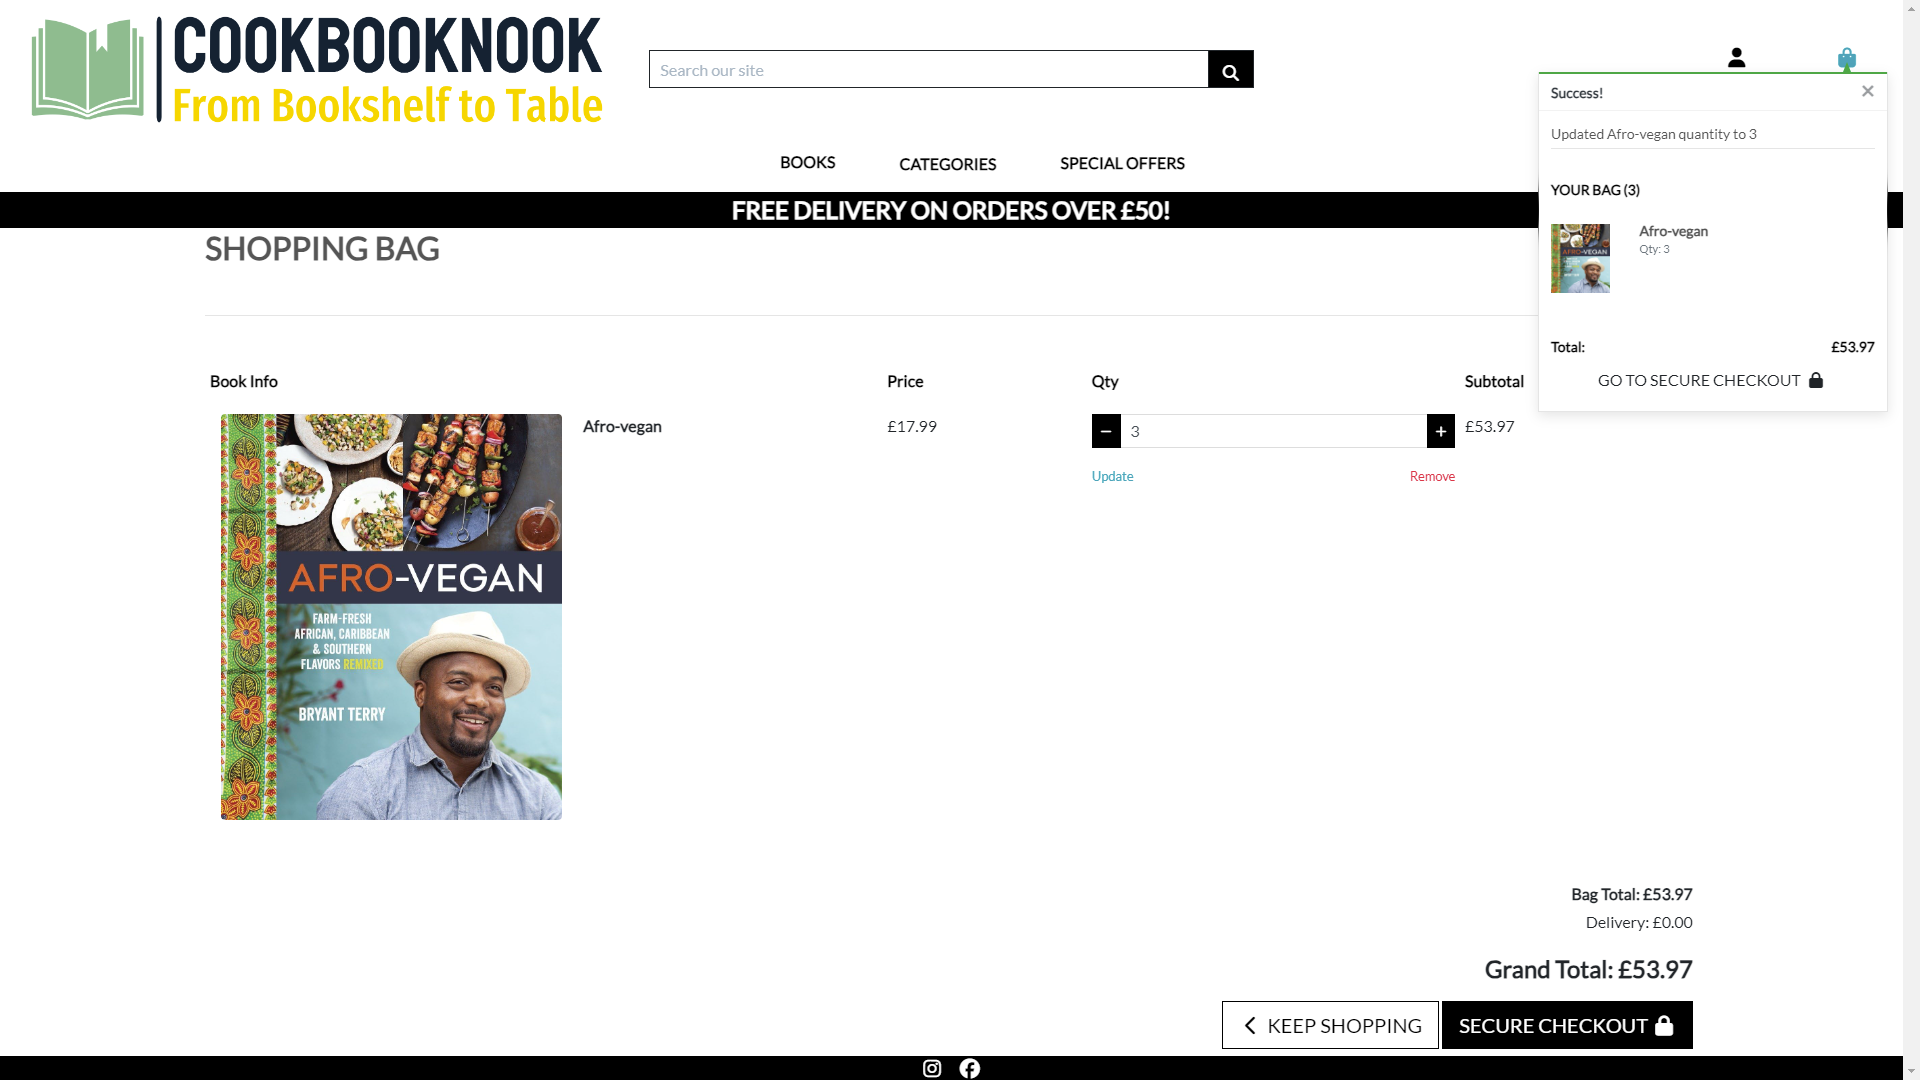 COOKBOOKNOOK
From Bookshelf to Table
Search our site
BOOKS
CATEGORIES
SPECIAL OFFERS
FREE DELIVERY ON ORDERS OVER £50!
Success!
Updated Afro-vegan quantity to 3
YOUR BAG (3)
AFRO-VEGAN
Afro-vegan
Qty: 3
Total: £53.97
GO TO SECURE CHECKOUT
SHOPPING BAG
Book Info Price Qty Subtotal
Afro-vegan £17.99 3 £53.97
Update Remove
AFRO-VEGAN
FARM-FRESH
AFRICAN, CARIBBEAN
& SOUTHERN
FLAVORS REMIXED
BRYANT TERRY
Bag Total: £53.97
Delivery: £0.00
Grand Total: £53.97
KEEP SHOPPING
SECURE CHECKOUT